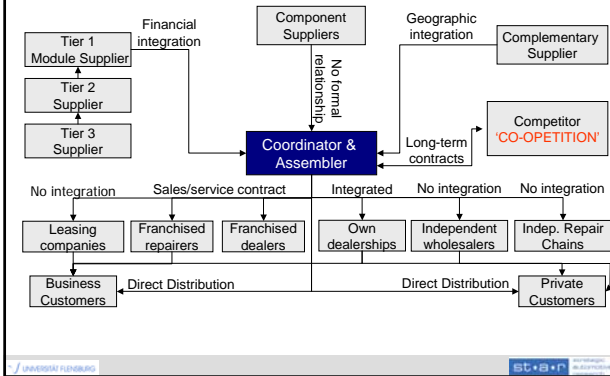 Financial
integration
Component
Suppliers
Geographic
integration
Tier 1
Module Supplier
Complementary
Supplier
Tier 2
Supplier
No formal
relationship
Tier 3
Supplier
Coordinator &
Assembler
Long-term
contracts
Competitor
'CO-OPETITION'
No integration
Sales/service contract
Integrated
No integration
No integration
Leasing
companies
Franchised
repairers
Franchised
dealers
Own
dealerships
Independent
wholesalers
Indep. Repair
Chains
Business
Customers
Direct Distribution
Direct Distribution
Private
Customers
UNIVERSITÄT FLENSBURG
st•a•r